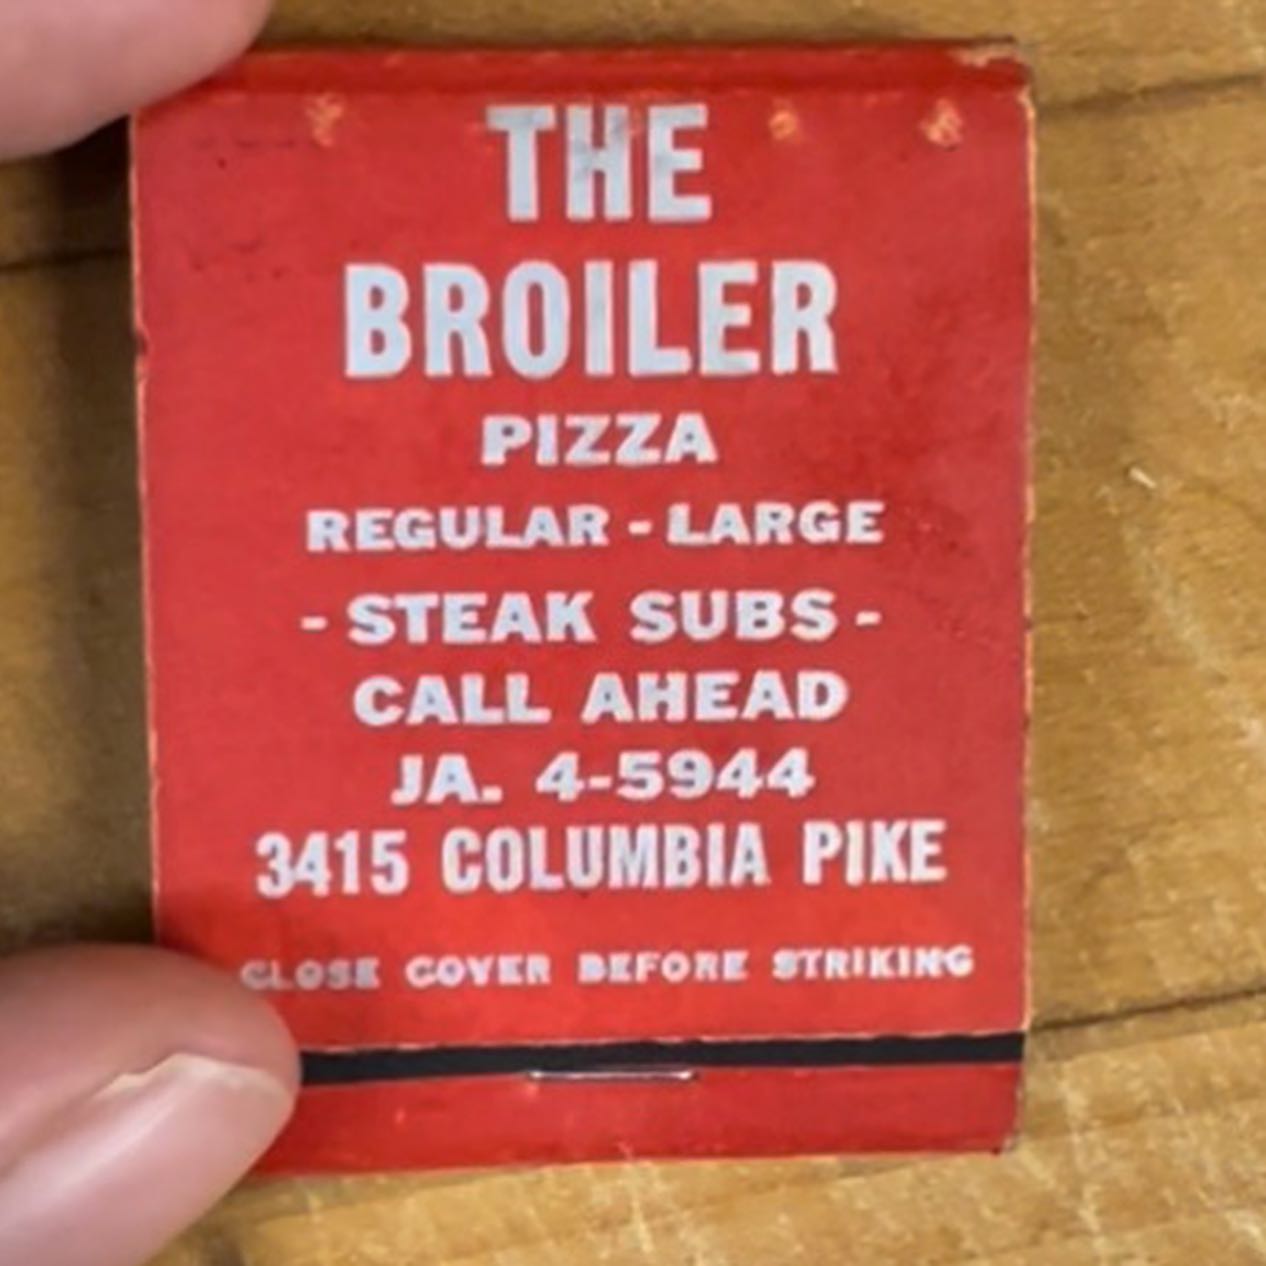 THE
BROILER
PIZZA
REGULAR - LARGE
- STEAK SUBS -
CALL AHEAD
JA. 4-5944
3415 COLUMBIA PIKE
CLOSE COVER BEFORE STRIKING